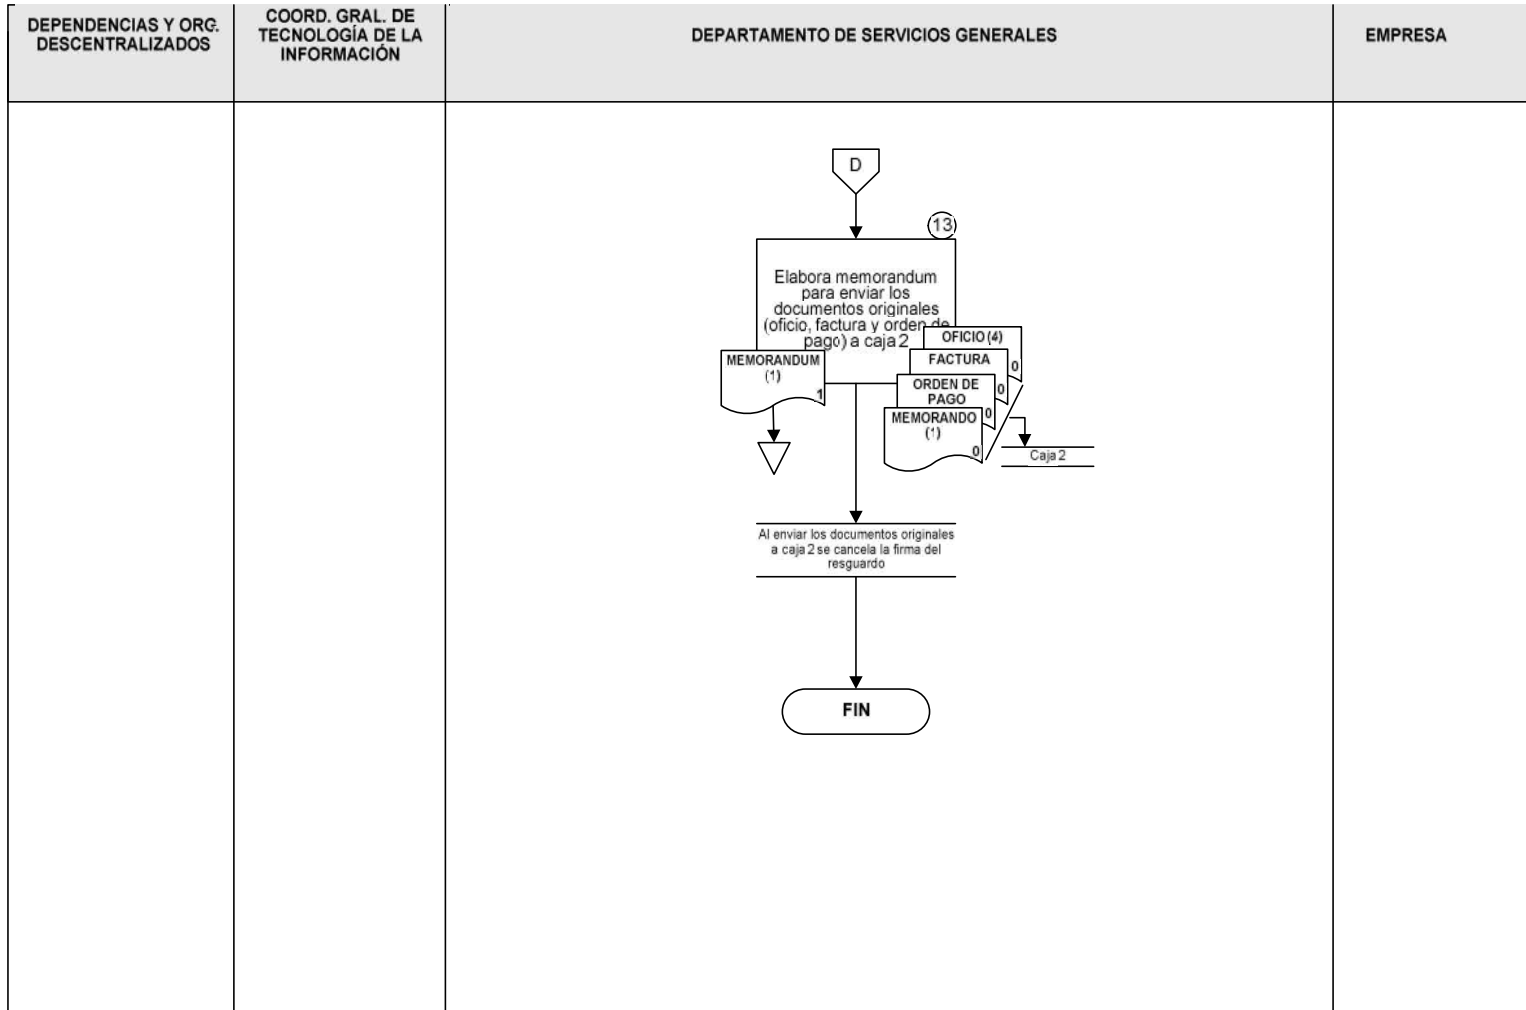 DEPENDENCIAS Y ORG.
DESCENTRALIZADOS
COORD. GRAL. DE
TECNOLOGÍA DE LA
INFORMACIÓN
DEPARTAMENTO DE SERVICIOS GENERALES
EMPRESA
D
13
Elabora memorandum
para enviar los
documentos originales
(oficio, factura y orden de
pago) a caja 2
MEMORANDUM
(1)
1
OFICIO (4)
0
FACTURA
0
ORDEN DE
PAGO
0
MEMORANDO
(1)
0
Caja 2
Al enviar los documentos originales
a caja 2 se cancela la firma del
resguardo
FIN